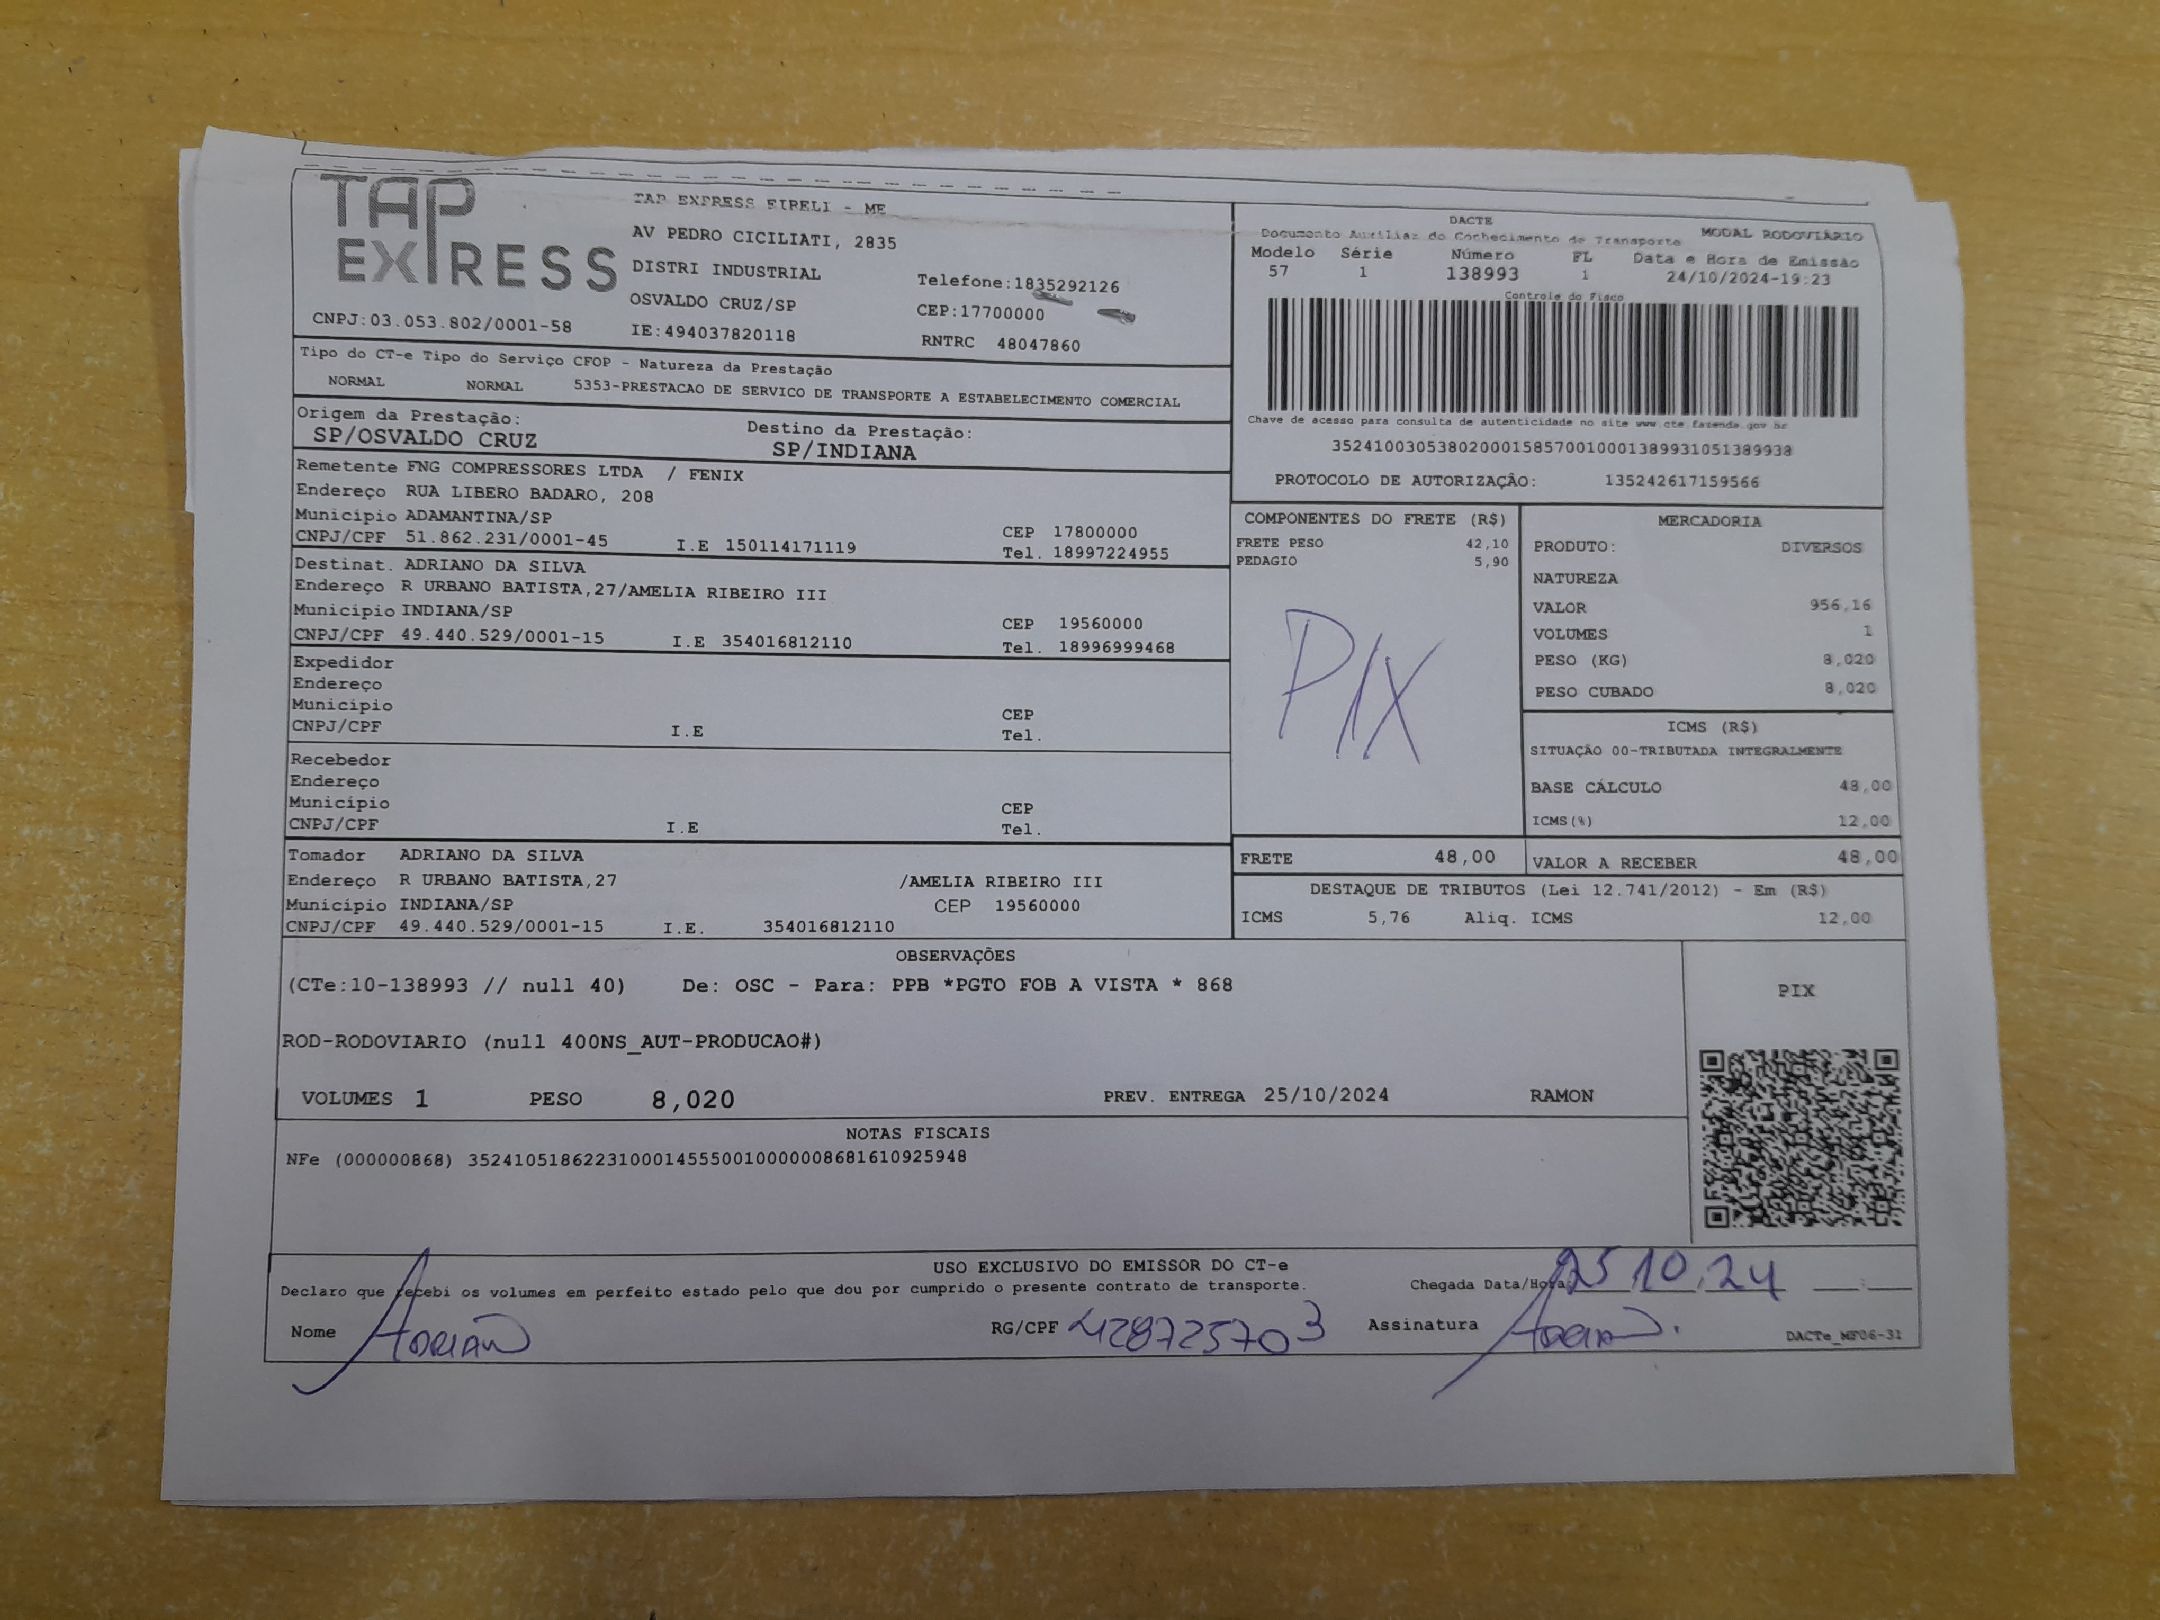 TAP EXPRESS
TAP EXPRESS EIRELI - ME
AV PEDRO CICILIATI, 2835
DISTRI INDUSTRIAL
Telefone:1835292126
OSVALDO CRUZ/SP
CEP:17700000
CNPJ:03.053.802/0001-58
IE:494037820118
RNTRC 48047860
DACTE
Documento Auxiliar do Conhecimento de Transporte
MODAL RODOVIÁRIO
Modelo Série Número FL Data e Hora de Emissão
57 1 138993 1 24/10/2024-19:23
Controle do Fisco
Chave de acesso para consulta de autenticidade no site www.cte.fazenda.gov.br
35241003053802000158570010001389931051389938
PROTOCOLO DE AUTORIZAÇÃO: 135242617159566
Tipo do CT-e Tipo do Serviço CFOP - Natureza da Prestação
NORMAL NORMAL 5353-PRESTACAO DE SERVICO DE TRANSPORTE A ESTABELECIMENTO COMERCIAL
Origem da Prestação: Destino da Prestação:
SP/OSVALDO CRUZ SP/INDIANA
Remetente FNG COMPRESSORES LTDA / FENIX
Endereço RUA LIBERO BADARO, 208
Município ADAMANTINA/SP CEP 17800000
CNPJ/CPF 51.862.231/0001-45 I.E 150114171119 Tel. 18997224955
Destinat. ADRIANO DA SILVA
Endereço R URBANO BATISTA,27/AMELIA RIBEIRO III
Município INDIANA/SP CEP 19560000
CNPJ/CPF 49.440.529/0001-15 I.E 354016812110 Tel. 18996999468
Expedidor
Endereço
Município CEP
CNPJ/CPF I.E Tel.
Recebedor
Endereço
Município CEP
CNPJ/CPF I.E Tel.
Tomador ADRIANO DA SILVA
Endereço R URBANO BATISTA,27 /AMELIA RIBEIRO III
Município INDIANA/SP CEP 19560000
CNPJ/CPF 49.440.529/0001-15 I.E. 354016812110
COMPONENTES DO FRETE (R$)
FRETE PESO 42,10
PEDAGIO 5,90
PIX
MERCADORIA
PRODUTO: DIVERSOS
NATUREZA
VALOR 956,16
VOLUMES 1
PESO (KG) 8,020
PESO CUBADO 8,020
ICMS (R$)
SITUAÇÃO 00-TRIBUTADA INTEGRALMENTE
BASE CÁLCULO 48,00
ICMS(%) 12,00
FRETE 48,00 VALOR A RECEBER 48,00
DESTAQUE DE TRIBUTOS (Lei 12.741/2012) - Em (R$)
ICMS 5,76 Aliq. ICMS 12,00
OBSERVAÇÕES
(CTe:10-138993 // null 40) De: OSC - Para: PPB *PGTO FOB A VISTA * 868
ROD-RODOVIARIO (null 400NS_AUT-PRODUCAO#)
VOLUMES 1 PESO 8,020 PREV. ENTREGA 25/10/2024 RAMON
PIX
NOTAS FISCAIS
NFe (000000868) 35241051862231000145550010000008681610925948
USO EXCLUSIVO DO EMISSOR DO CT-e
Declaro que recebi os volumes em perfeito estado pelo que dou por cumprido o presente contrato de transporte. Chegada Data/Hora 25 10.24
Nome Adriano RG/CPF 428725703 Assinatura Adriano DACTe_MF06-31